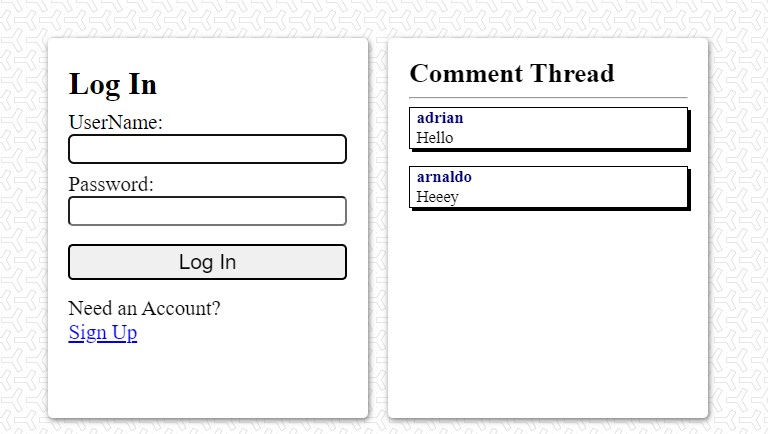 Log In
UserName:
Password:
Log In
Need an Account?
Sign Up
Comment Thread
adrian
Hello
arnaldo
Heeey